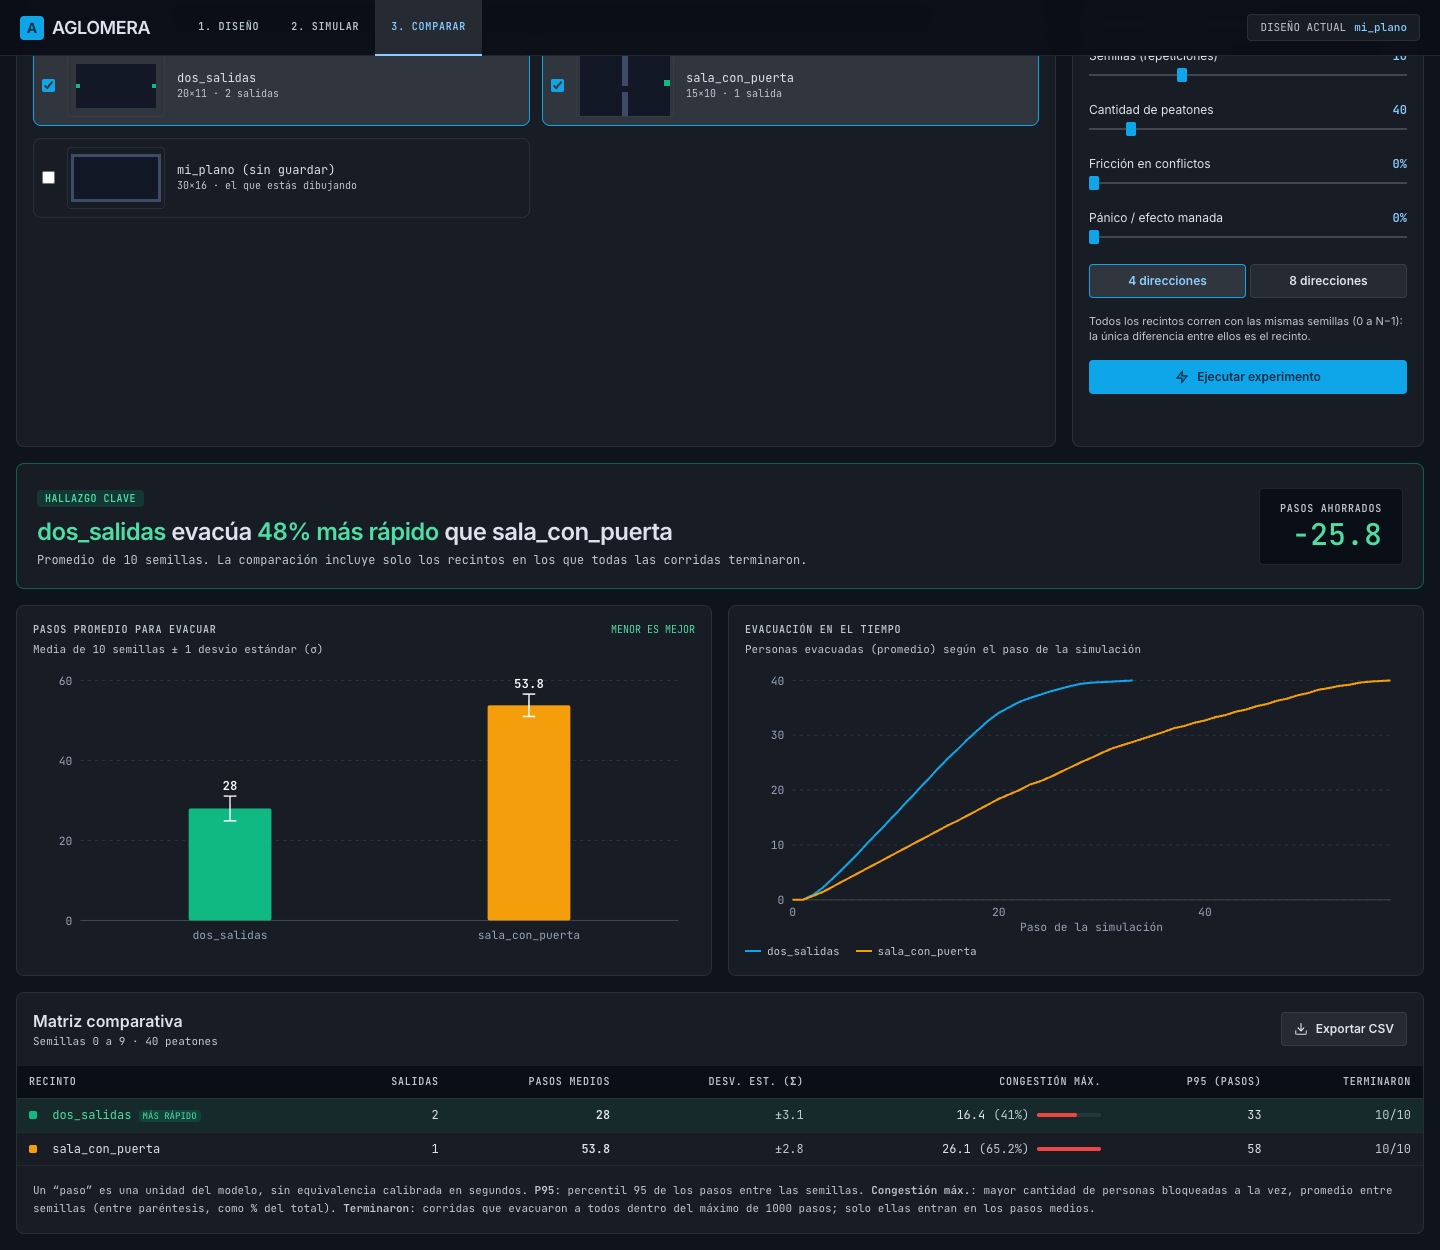 A AGLOMERA
1. DISEÑO
2. SIMULAR
3. COMPARAR
DISEÑO ACTUAL mi_plano
dos_salidas
20×11 · 2 salidas
sala_con_puerta
15×10 · 1 salida
mi_plano (sin guardar)
30×16 · el que estás dibujando
Semillas (repeticiones) 10
Cantidad de peatones 40
Fricción en conflictos 0%
Pánico / efecto manada 0%
4 direcciones
8 direcciones
Todos los recintos corren con las mismas semillas (0 a N−1):
la única diferencia entre ellos es el recinto.
Ejecutar experimento
HALLAZGO CLAVE
dos_salidas evacúa 48% más rápido que sala_con_puerta
Promedio de 10 semillas. La comparación incluye solo los recintos en los que todas las corridas terminaron.
PASOS AHORRADOS
-25.8
PASOS PROMEDIO PARA EVACUAR
MENOR ES MEJOR
Media de 10 semillas ± 1 desvío estándar (σ)
60
40
20
0
28
53.8
dos_salidas
sala_con_puerta
EVACUACIÓN EN EL TIEMPO
Personas evacuadas (promedio) según el paso de la simulación
40
30
20
10
0
0
20
40
Paso de la simulación
dos_salidas
sala_con_puerta
Matriz comparativa
Semillas 0 a 9 · 40 peatones
Exportar CSV
RECINTO SALIDAS PASOS MEDIOS DESV. EST. (Σ) CONGESTIÓN MÁX. P95 (PASOS) TERMINARON
dos_salidas MÁS RÁPIDO 2 28 ±3.1 16.4 (41%) 33 10/10
sala_con_puerta 1 53.8 ±2.8 26.1 (65.2%) 58 10/10
Un “paso” es una unidad del modelo, sin equivalencia calibrada en segundos. P95: percentil 95 de los pasos entre las semillas. Congestión máx.: mayor cantidad de personas bloqueadas a la vez, promedio entre
semillas (entre paréntesis, como % del total). Terminaron: corridas que evacuaron a todos dentro del máximo de 1000 pasos; solo ellas entran en los pasos medios.